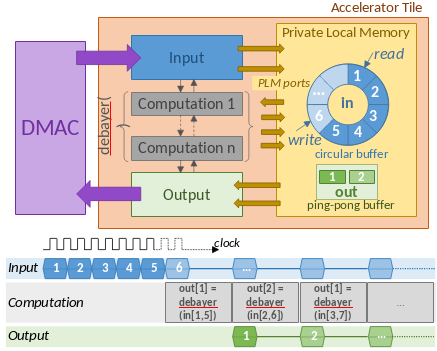 Accelerator Tile
Private Local Memory
Input
read
PLM ports
1
2
3
4
5
6
...
in
DMAC
debayer(
Computation 1
Computation n
write
circular buffer
Output
1 2
out
ping-pong buffer
clock
Input 1 2 3 4 5 6 ...
Computation
out[1] =
debayer
(in[1,5])
out[2] =
debayer
(in[2,6])
out[1] =
debayer
(in[3,7])
...
Output 1 2 ...